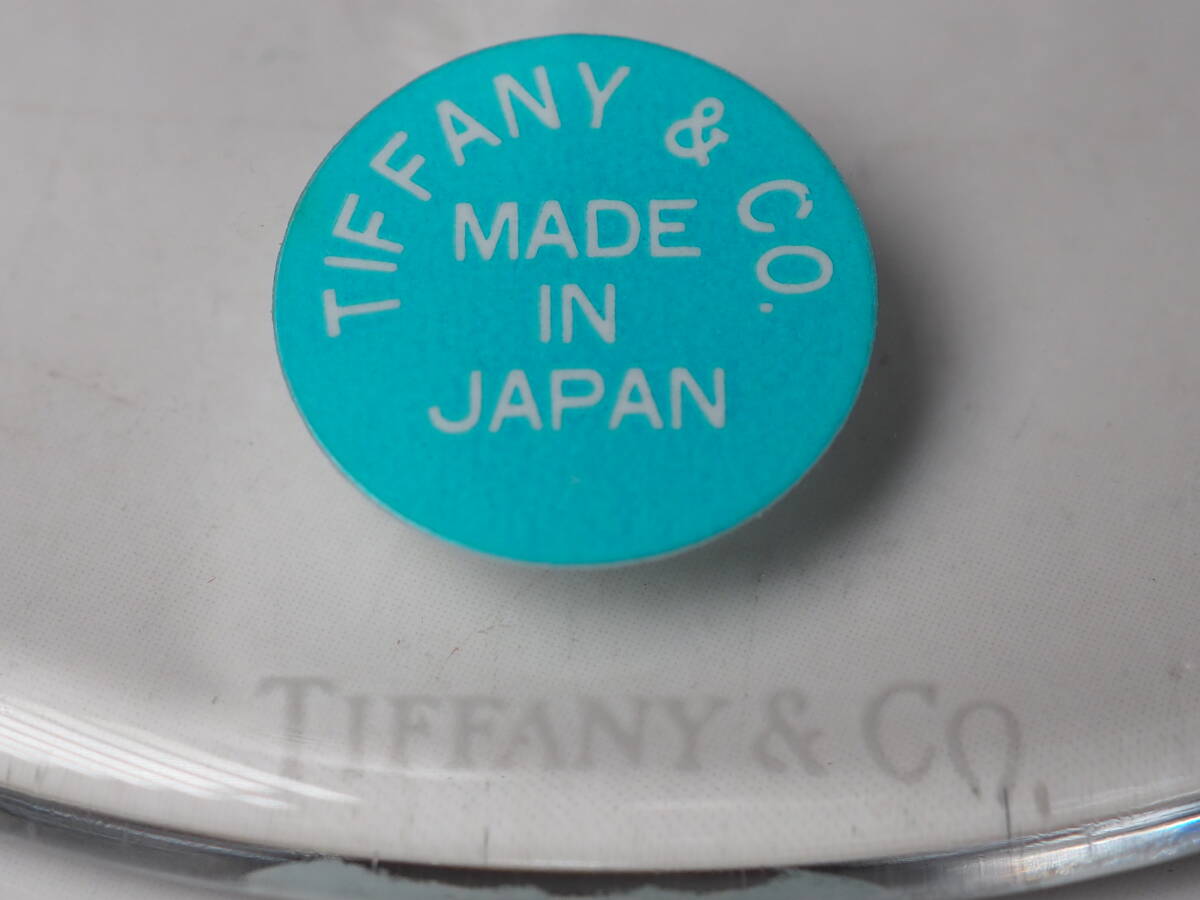 TIFFANY & CO.
MADE
IN
JAPAN
TIFFANY & CO.